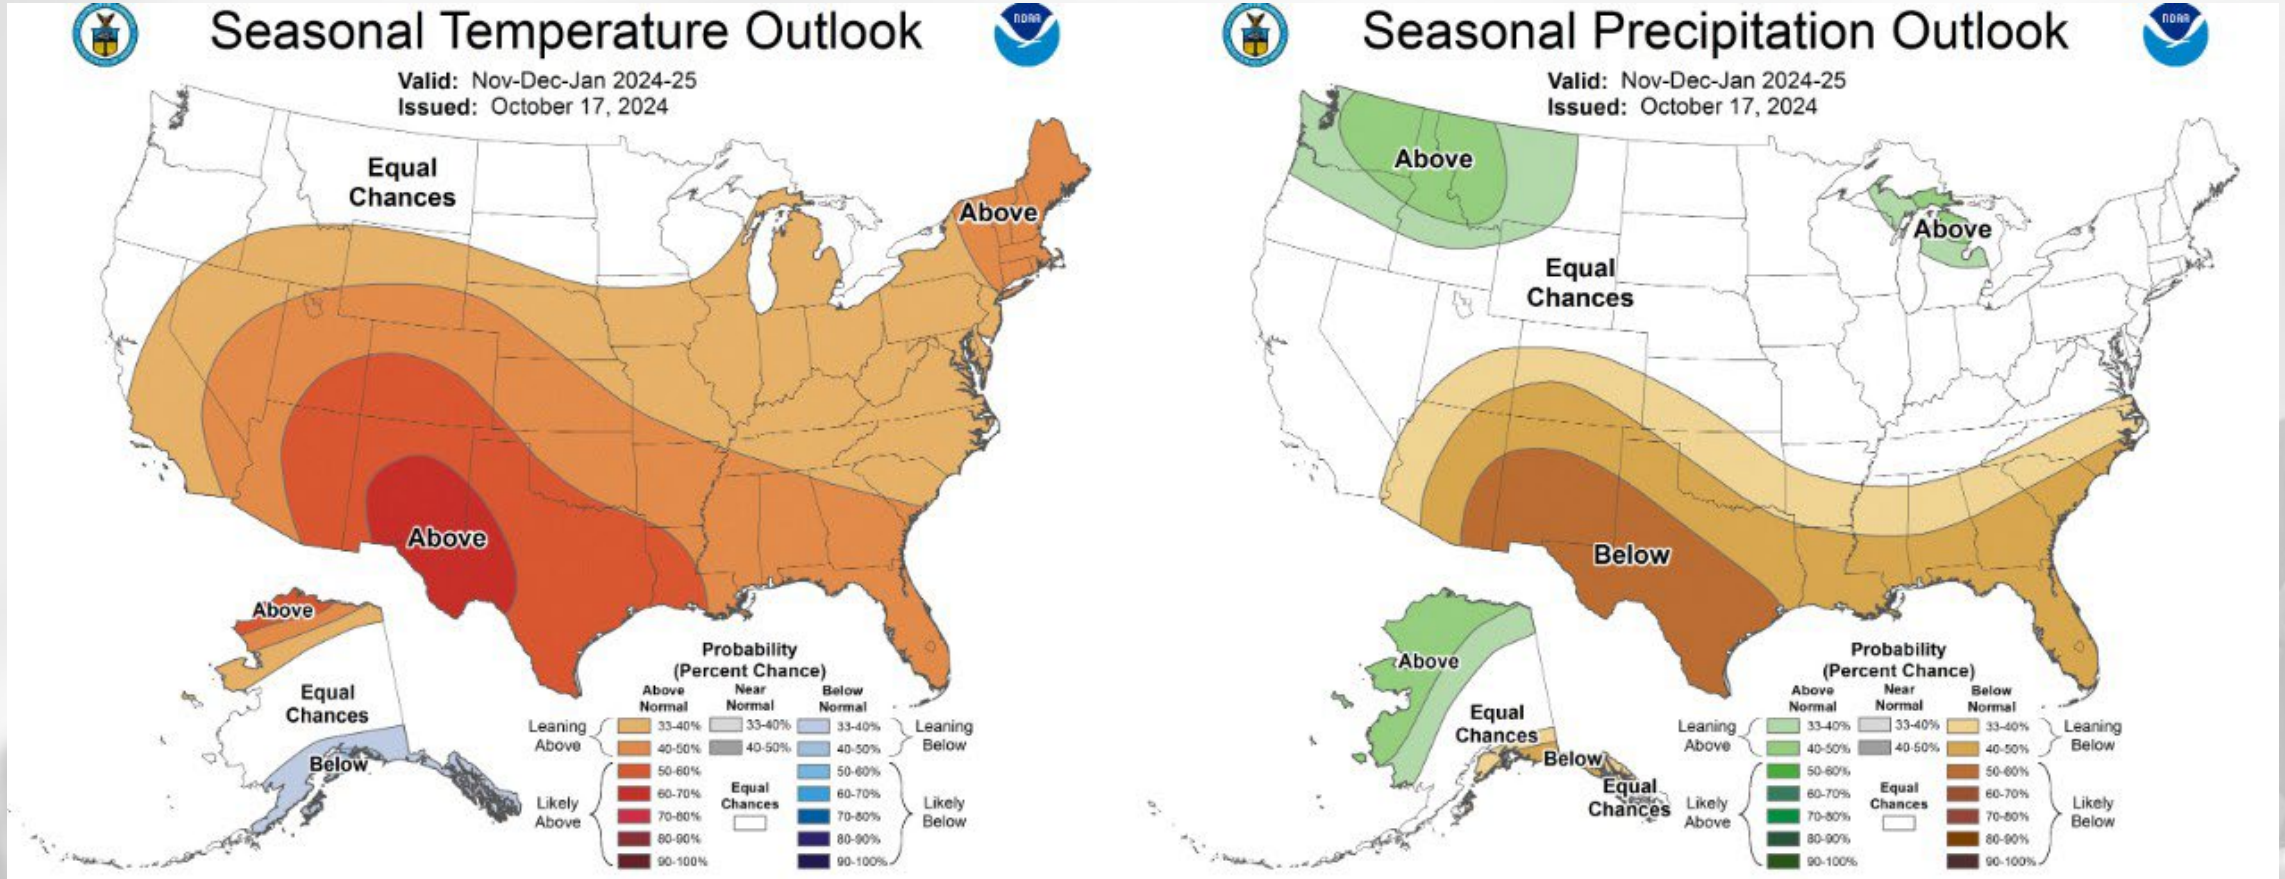 Seasonal Temperature Outlook
NOAA
Valid: Nov-Dec-Jan 2024-25
Issued: October 17, 2024
Equal
Chances
Above
Above
Above
Equal
Chances
Below
Probability
(Percent Chance)
Above
Normal
Near
Normal
Below
Normal
Leaning
Above
33-40%
33-40%
33-40%
Leaning
Below
40-50%
40-50%
40-50%
50-60%
50-60%
Likely
Above
60-70%
Equal
Chances
60-70%
Likely
Below
70-80%
70-80%
80-90%
80-90%
90-100%
90-100%
Seasonal Precipitation Outlook
NOAA
Valid: Nov-Dec-Jan 2024-25
Issued: October 17, 2024
Above
Above
Equal
Chances
Below
Above
Equal
Chances
Below
Equal
Chances
Probability
(Percent Chance)
Above
Normal
Near
Normal
Below
Normal
Leaning
Above
33-40%
33-40%
33-40%
Leaning
Below
40-50%
40-50%
40-50%
50-60%
50-60%
Likely
Above
60-70%
Equal
Chances
60-70%
Likely
Below
70-80%
70-80%
80-90%
80-90%
90-100%
90-100%